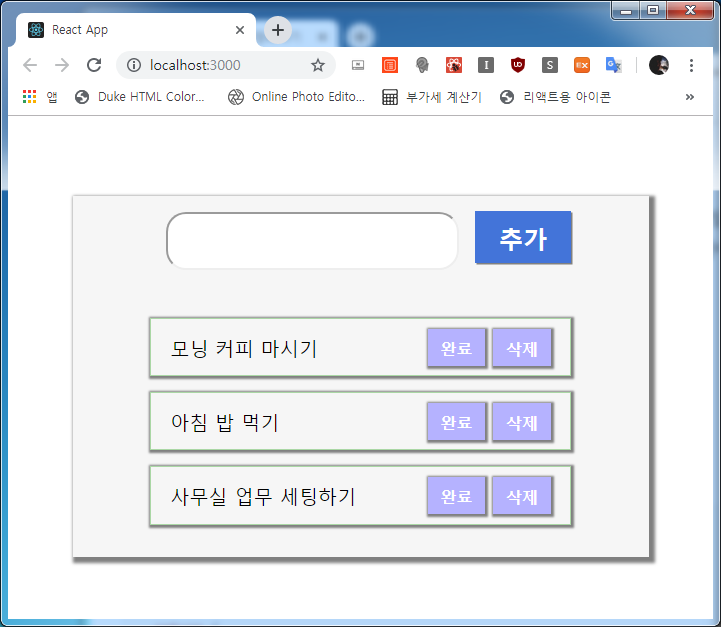 React App
localhost:3000
앱 Duke HTML Color... Online Photo Edito... 부가세 계산기 리액트용 아이콘 »
추가
모닝 커피 마시기 완료 삭제
아침 밥 먹기 완료 삭제
사무실 업무 세팅하기 완료 삭제